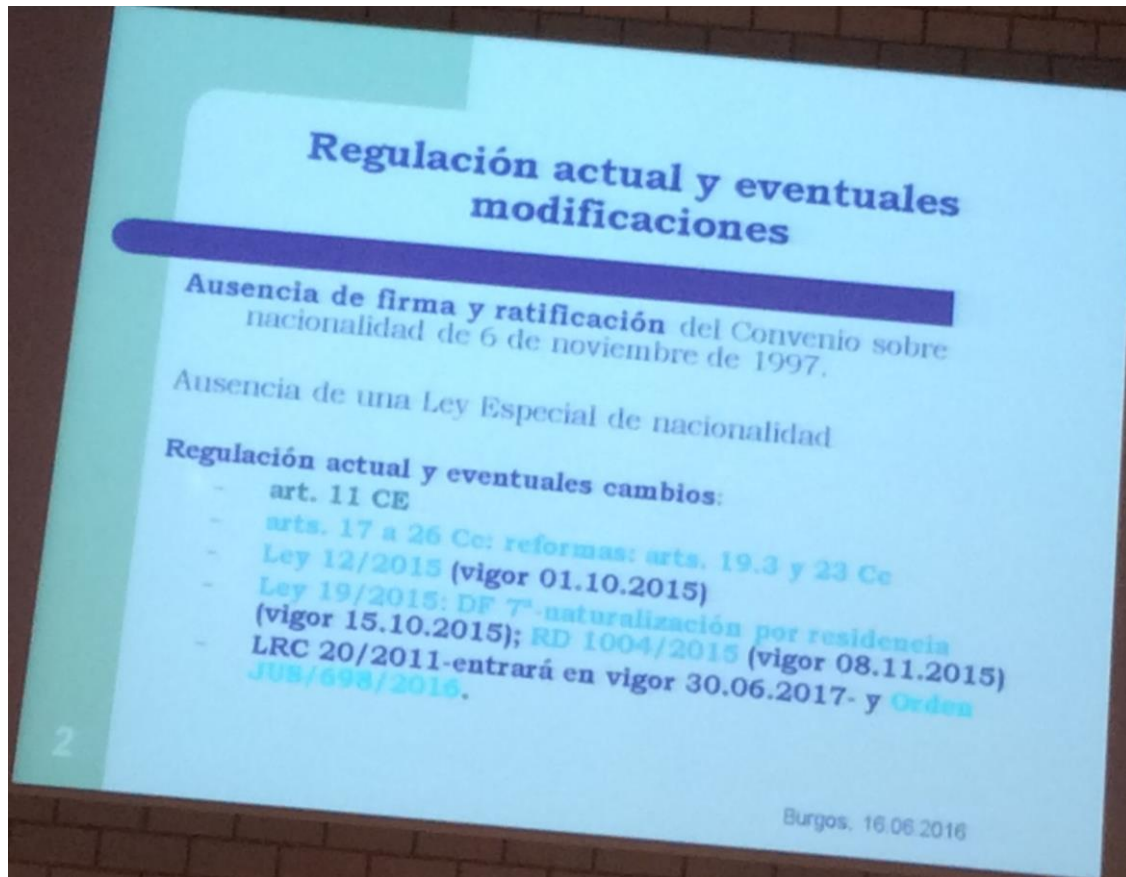 Regulación actual y eventuales
modificaciones
Ausencia de firma y ratificación del Convenio sobre
nacionalidad de 6 de noviembre de 1997.
Ausencia de una Ley Especial de nacionalidad
Regulación actual y eventuales cambios:
- art. 11 CE
- arts. 17 a 26 Cc: reformas: arts. 19.3 y 23 Cc
- Ley 12/2015 (vigor 01.10.2015)
- Ley 19/2015: DF 7ª-naturalización por residencia
(vigor 15.10.2015); RD 1004/2015 (vigor 08.11.2015)
- LRC 20/2011-entrará en vigor 30.06.2017- y Orden
JUS/698/2016.
2
Burgos, 16.06.2016